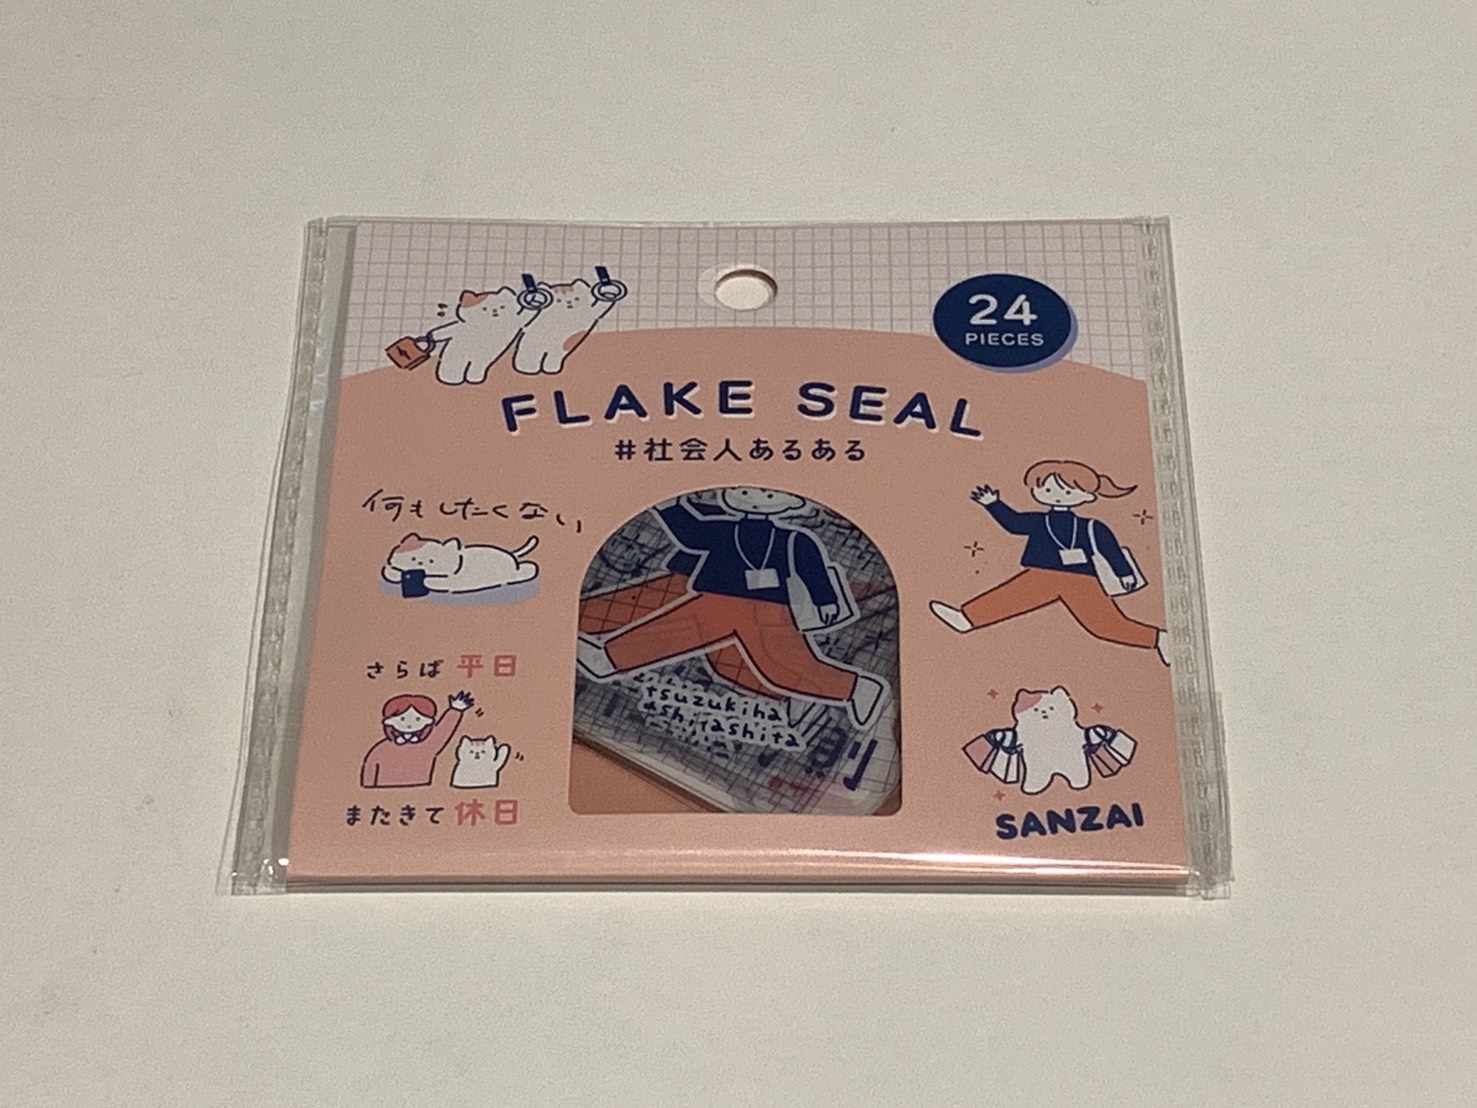 24
PIECES
FLAKE SEAL
#社会人あるある
何もしたくない
さらば 平日
またきて 休日
tsuzukiha
ashitashita
則
SANZAI